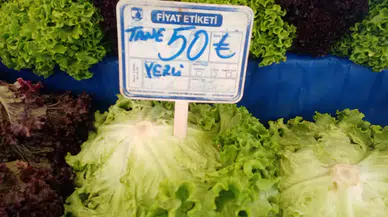 FİYAT ETİKETİ
TANE 50 €
YERLİ